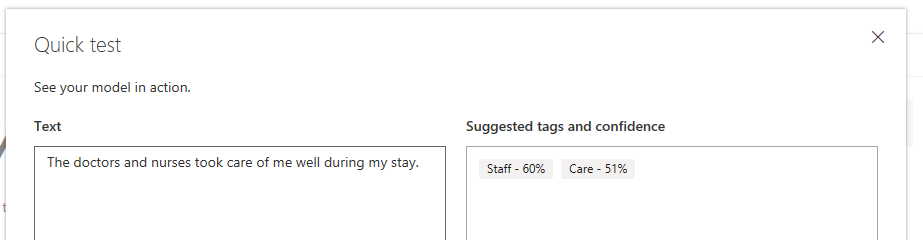 Quick test
See your model in action.
Text
Suggested tags and confidence
The doctors and nurses took care of me well during my stay.
Staff - 60% Care - 51%